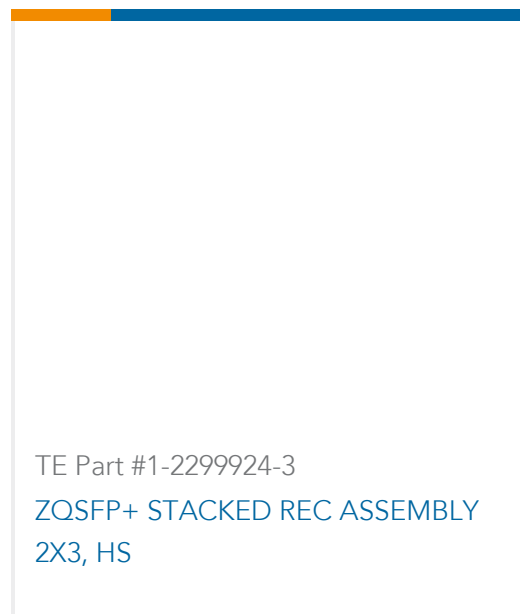 TE Part #1-2299924-3
ZQSFP+ STACKED REC ASSEMBLY
2X3, HS